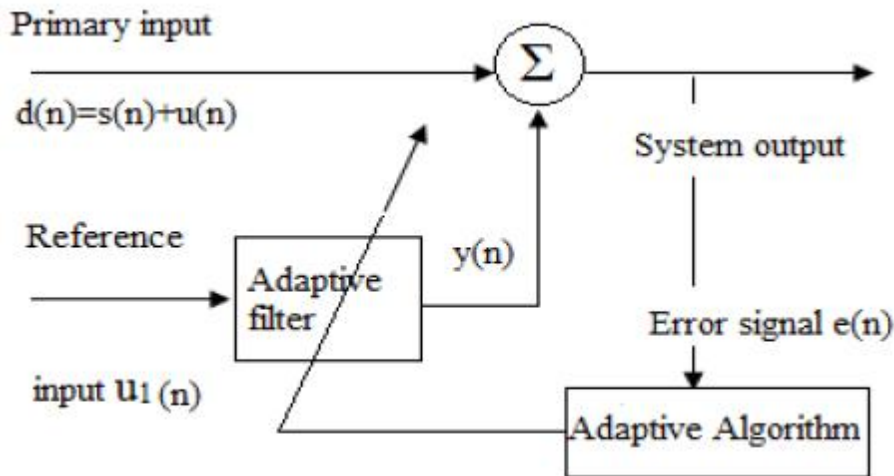 Primary input
Σ
d(n)=s(n)+u(n)
System output
Reference
y(n)
Adaptive
filter
Error signal e(n)
input u1(n)
Adaptive Algorithm